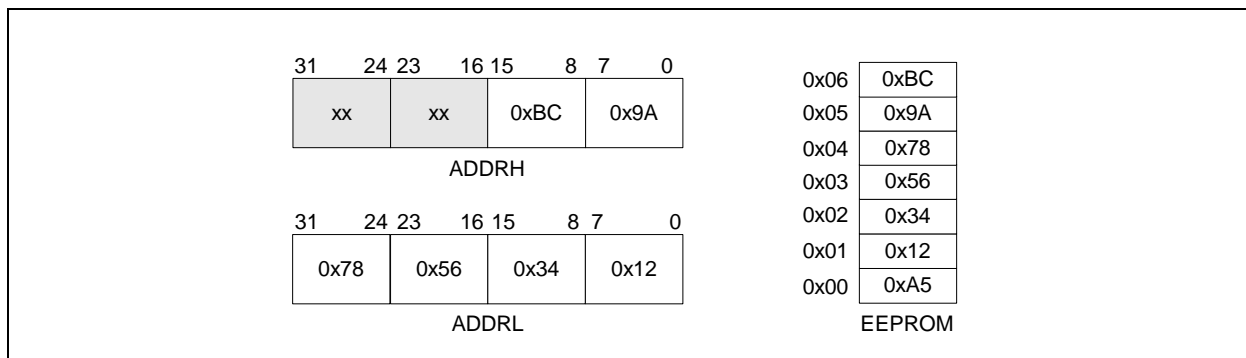 31 24 23 16 15 8 7 0
xx xx 0xBC 0x9A
ADDRH
31 24 23 16 15 8 7 0
0x78 0x56 0x34 0x12
ADDRL
0x06 0xBC
0x05 0x9A
0x04 0x78
0x03 0x56
0x02 0x34
0x01 0x12
0x00 0xA5
EEPROM